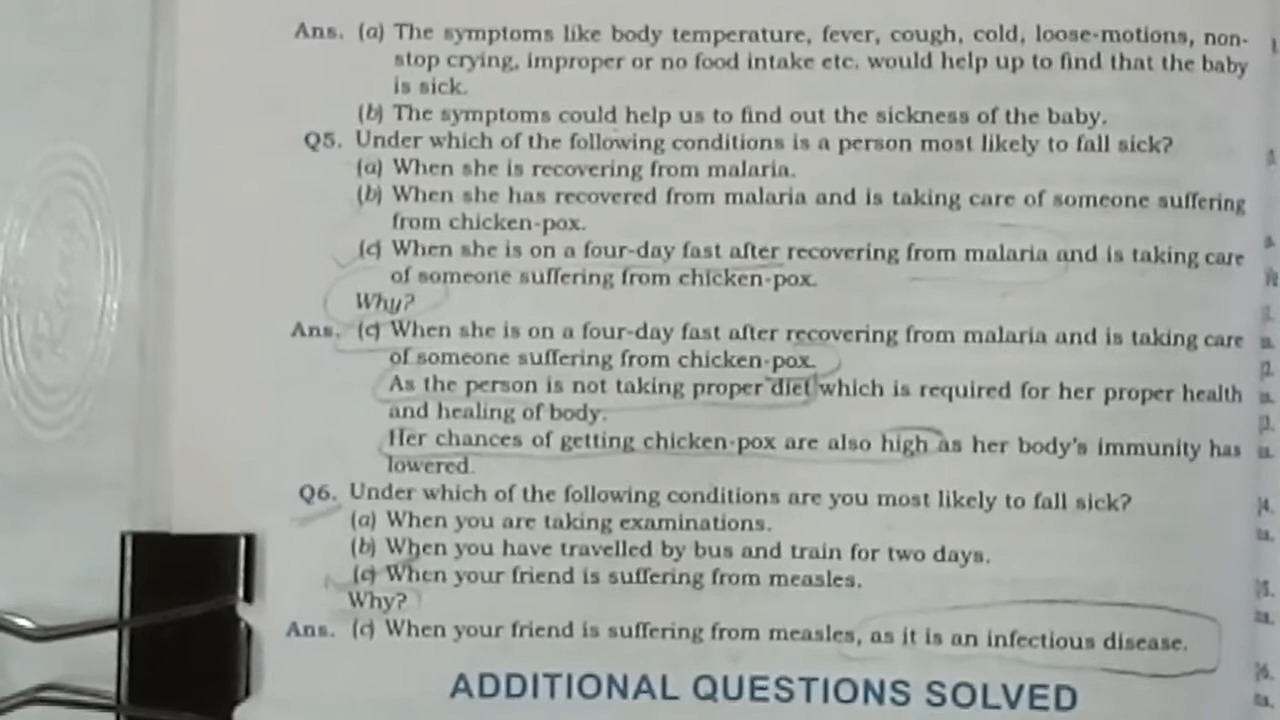 Ans. (a) The symptoms like body temperature, fever, cough, cold, loose-motions, non-
stop crying, improper or no food intake etc. would help up to find that the baby
is sick.
(b) The symptoms could help us to find out the sickness of the baby.
Q5. Under which of the following conditions is a person most likely to fall sick?
(a) When she is recovering from malaria.
(b) When she has recovered from malaria and is taking care of someone suffering
from chicken-pox.
(c) When she is on a four-day fast after recovering from malaria and is taking care
of someone suffering from chicken-pox.
Why?
Ans. (c) When she is on a four-day fast after recovering from malaria and is taking care
of someone suffering from chicken-pox.
As the person is not taking proper diet which is required for her proper health
and healing of body.
Her chances of getting chicken-pox are also high as her body's immunity has
lowered.
Q6. Under which of the following conditions are you most likely to fall sick?
(a) When you are taking examinations.
(b) When you have travelled by bus and train for two days.
(c) When your friend is suffering from measles.
Why?
Ans. (c) When your friend is suffering from measles, as it is an infectious disease.
ADDITIONAL QUESTIONS SOLVED